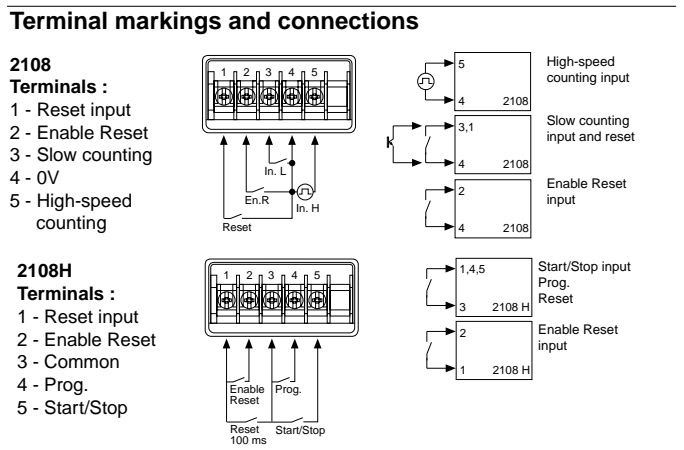 Terminal markings and connections
2108
Terminals :
1 - Reset input
2 - Enable Reset
3 - Slow counting
4 - 0V
5 - High-speed
counting
1 2 3 4 5
In. L
En.R
In. H
Reset
5
4 2108
High-speed
counting input
3,1
4 2108
Slow counting
input and reset
2
4 2108
Enable Reset
input
2108H
Terminals :
1 - Reset input
2 - Enable Reset
3 - Common
4 - Prog.
5 - Start/Stop
1 2 3 4 5
Enable
Reset
Prog.
Reset
100 ms
Start/Stop
1,4,5
3 2108 H
Start/Stop input
Prog.
Reset
2
1 2108 H
Enable Reset
input